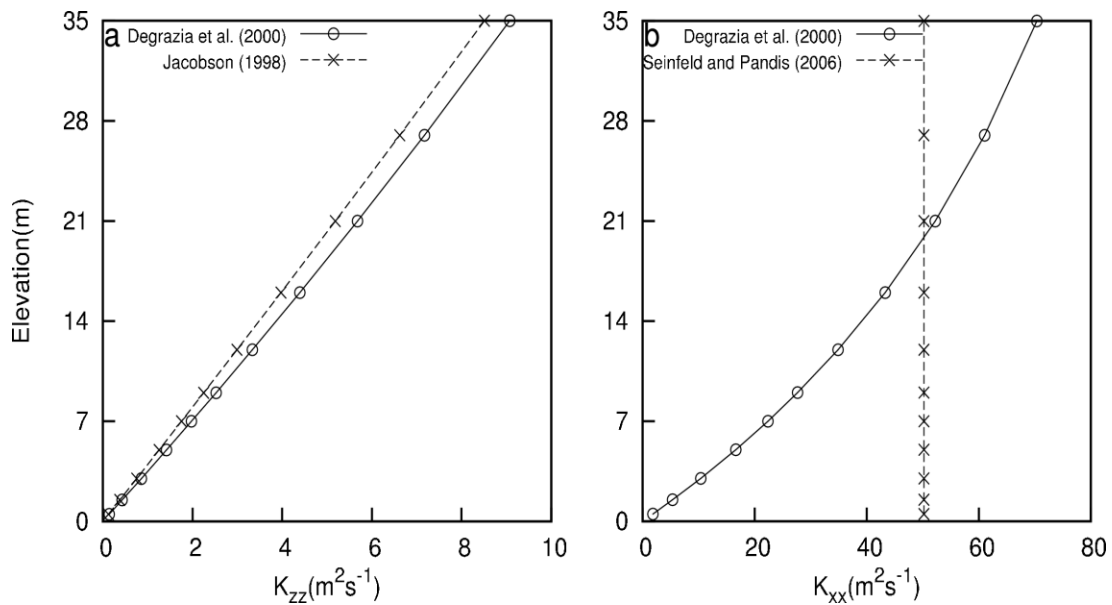 a
Degrazia et al. (2000)
Jacobson (1998)
35
28
21
14
7
0
Elevation(m)
0
2
4
6
8
10
K_zz(m²s⁻¹)
b
Degrazia et al. (2000)
Seinfeld and Pandis (2006)
35
28
21
14
7
0
0
20
40
60
80
K_xx(m²s⁻¹)